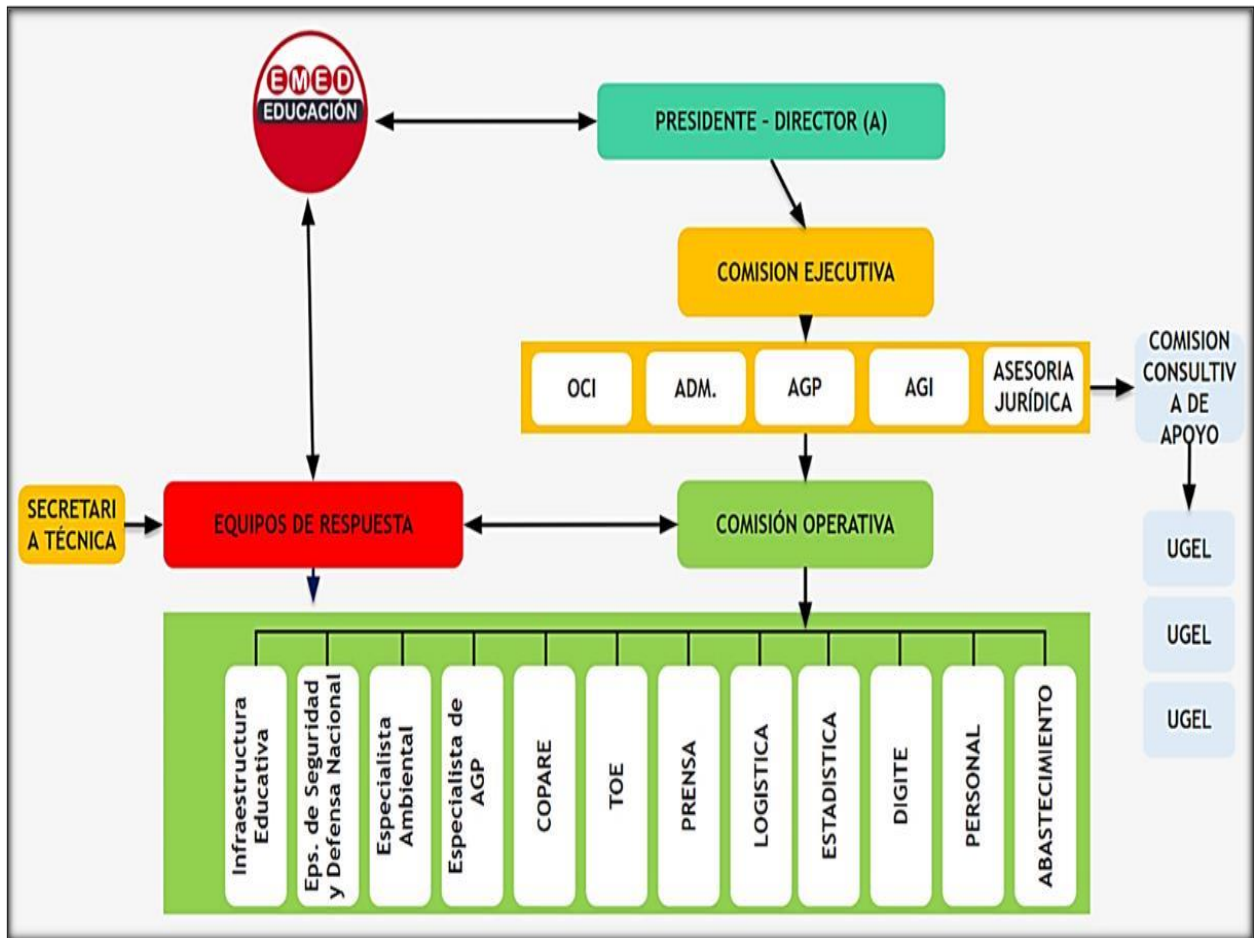 EMED
EDUCACIÓN
PRESIDENTE - DIRECTOR (A)
COMISION EJECUTIVA
OCI
ADM.
AGP
AGI
ASESORIA
JURÍDICA
COMISION
CONSULTIV
A DE
APOYO
SECRETARI
A TÉCNICA
EQUIPOS DE RESPUESTA
COMISIÓN OPERATIVA
UGEL
UGEL
UGEL
Infraestructura
Educativa
Eps. de Seguridad
y Defensa Nacional
Especialista
Ambiental
Especialista de
AGP
COPARE
TOE
PRENSA
LOGISTICA
ESTADISTICA
DIGITE
PERSONAL
ABASTECIMIENTO